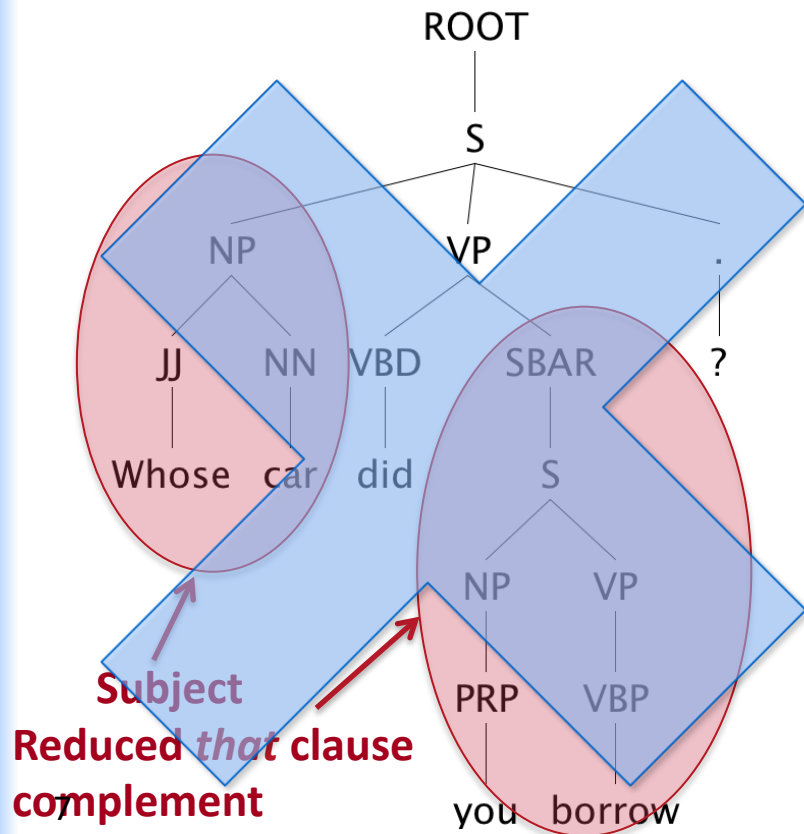 ROOT
S
NP VP .
JJ NN VBD SBAR ?
Whose car did S
NP VP
Subject PRP VBP
Reduced that clause
complement you borrow
7